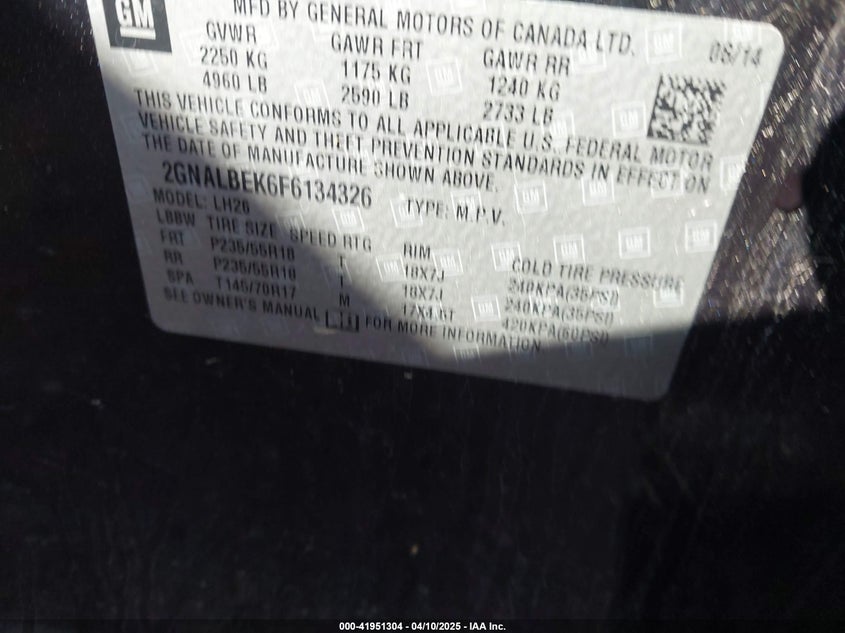 GM
MFD BY GENERAL MOTORS OF CANADA LTD.
08/14
GVWR GAWR FRT GAWR RR
2250 KG 1175 KG 1240 KG
4960 LB 2590 LB 2733 LB
THIS VEHICLE CONFORMS TO ALL APPLICABLE U.S. FEDERAL MOTOR
VEHICLE SAFETY AND THEFT PREVENTION STANDARDS IN EFFECT ON
THE DATE OF MANUFACTURE SHOWN ABOVE.
2GNALBEK6F6134326 TYPE: M.P.V.
MODEL: LH26
LBBW TIRE SIZE SPEED RTG RIM COLD TIRE PRESSURE
FRT P235/55R18 T 18X7J 240KPA(35PSI)
RR P235/55R18 T 18X7J 240KPA(35PSI)
SPA T145/70R17 M 17X4.5T 420KPA(60PSI)
SEE OWNER'S MANUAL FOR MORE INFORMATION
000-41951304 - 04/10/2025 - IAA Inc.